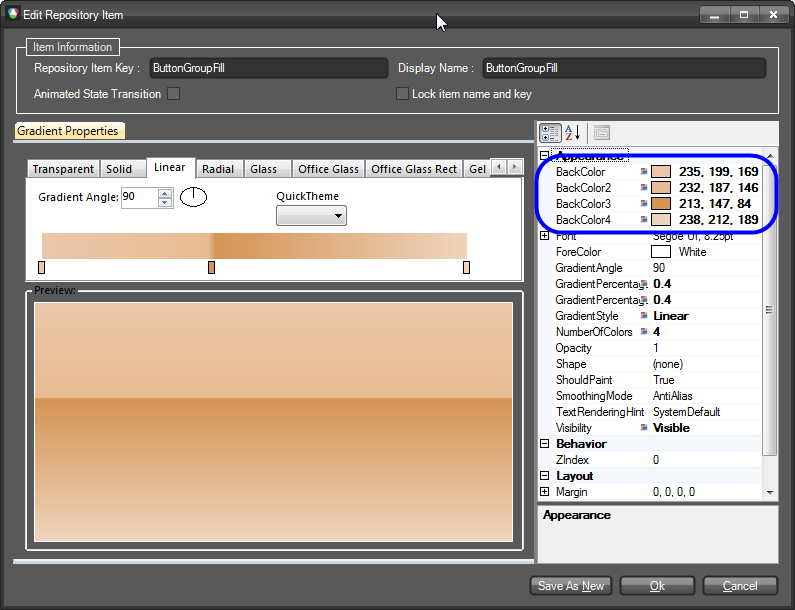 Edit Repository Item
Item Information
Repository Item Key : ButtonGroupFill Display Name : ButtonGroupFill
Animated State Transition Lock item name and key
Gradient Properties
Transparent Solid Linear Radial Glass Office Glass Office Glass Rect Gel
Gradient Angle: 90 QuickTheme
Preview:
Appearance
BackColor 235, 199, 169
BackColor2 232, 187, 146
BackColor3 213, 147, 84
BackColor4 238, 212, 189
Font Segoe UI, 8.25pt
ForeColor White
GradientAngle 90
GradientPercentag 0.4
GradientPercentag 0.4
GradientStyle Linear
NumberOfColors 4
Opacity 1
Shape (none)
ShouldPaint True
SmoothingMode AntiAlias
TextRenderingHint SystemDefault
Visibility Visible
Behavior
ZIndex 0
Layout
Margin 0, 0, 0, 0
Appearance
Save As New Ok Cancel